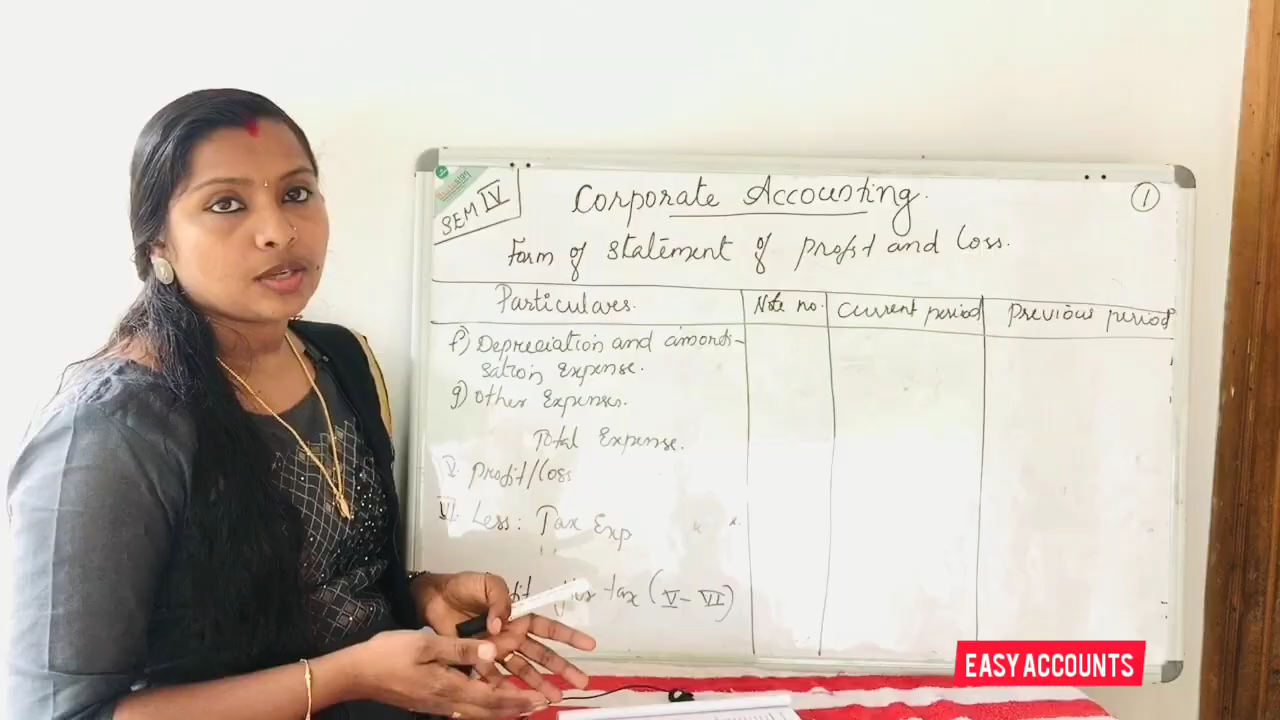 SEM IV
Corporate Accounting.
1
Form of statement of profit and loss.
Particulars. Note no. Current period Previous period
f) Depreciation and amorti-
sation expense.
g) Other Expenses.
Total Expense.
V. Profit/Loss
VI. Less: Tax Exp
tax (V - VI)
EASY ACCOUNTS